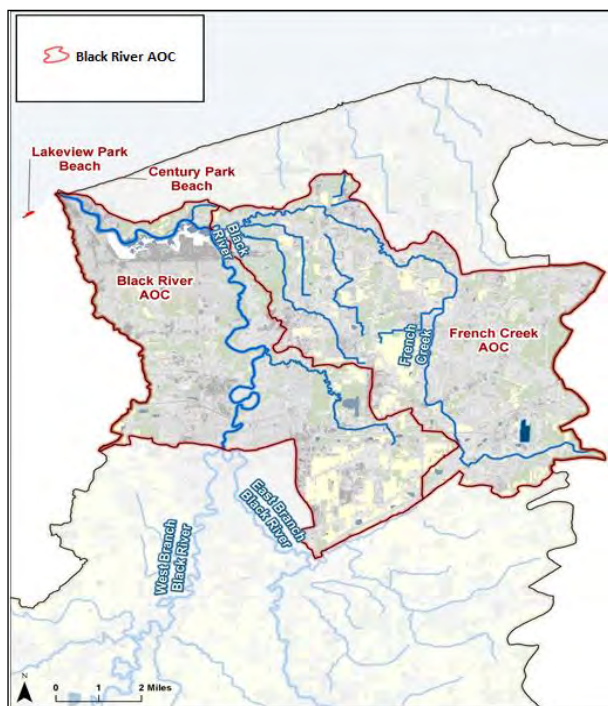 Black River AOC
Lakeview Park
Beach
Century Park
Beach
Black
River
Black River
AOC
French
Creek
French Creek
AOC
East Branch
Black River
West Branch
Black River
N
0 1 2 Miles